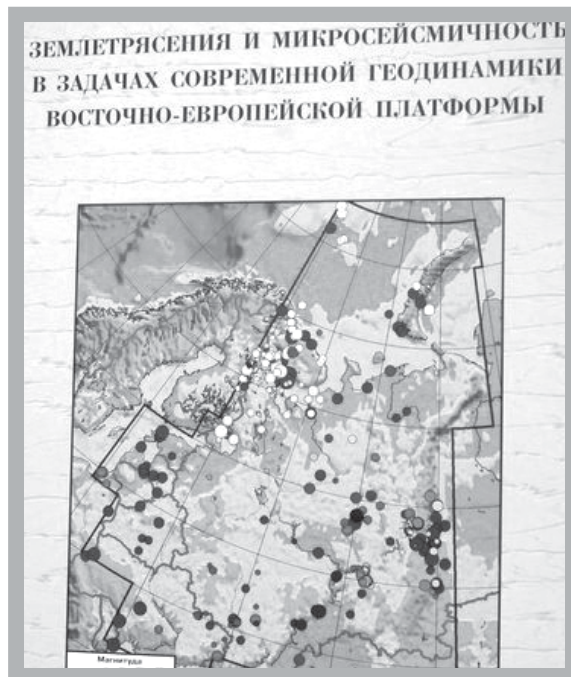 ЗЕМЛЕТРЯСЕНИЯ И МИКРОСЕЙСМИЧНОСТЬ
В ЗАДАЧАХ СОВРЕМЕННОЙ ГЕОДИНАМИКИ
ВОСТОЧНО-ЕВРОПЕЙСКОЙ ПЛАТФОРМЫ
Магнитуда